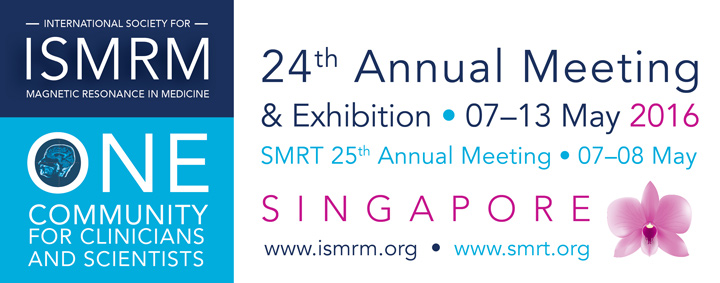 — INTERNATIONAL SOCIETY FOR —
ISMRM
MAGNETIC RESONANCE IN MEDICINE
ONE
COMMUNITY
FOR CLINICIANS
AND SCIENTISTS
24th Annual Meeting
& Exhibition • 07–13 May 2016
SMRT 25th Annual Meeting • 07–08 May
SINGAPORE
www.ismrm.org • www.smrt.org